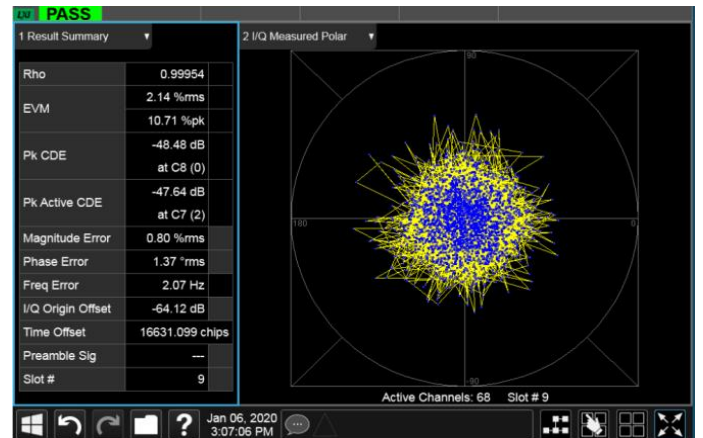 LXI PASS
1 Result Summary
2 I/Q Measured Polar
Rho 0.99954
EVM 2.14 %rms
10.71 %pk
Pk CDE -48.48 dB
at C8 (0)
Pk Active CDE -47.64 dB
at C7 (2)
Magnitude Error 0.80 %rms
Phase Error 1.37 °rms
Freq Error 2.07 Hz
I/Q Origin Offset -64.12 dB
Time Offset 16631.099 chips
Preamble Sig ---
Slot # 9
90
180
0
-90
Active Channels: 68 Slot # 9
?
Jan 06, 2020
3:07:06 PM